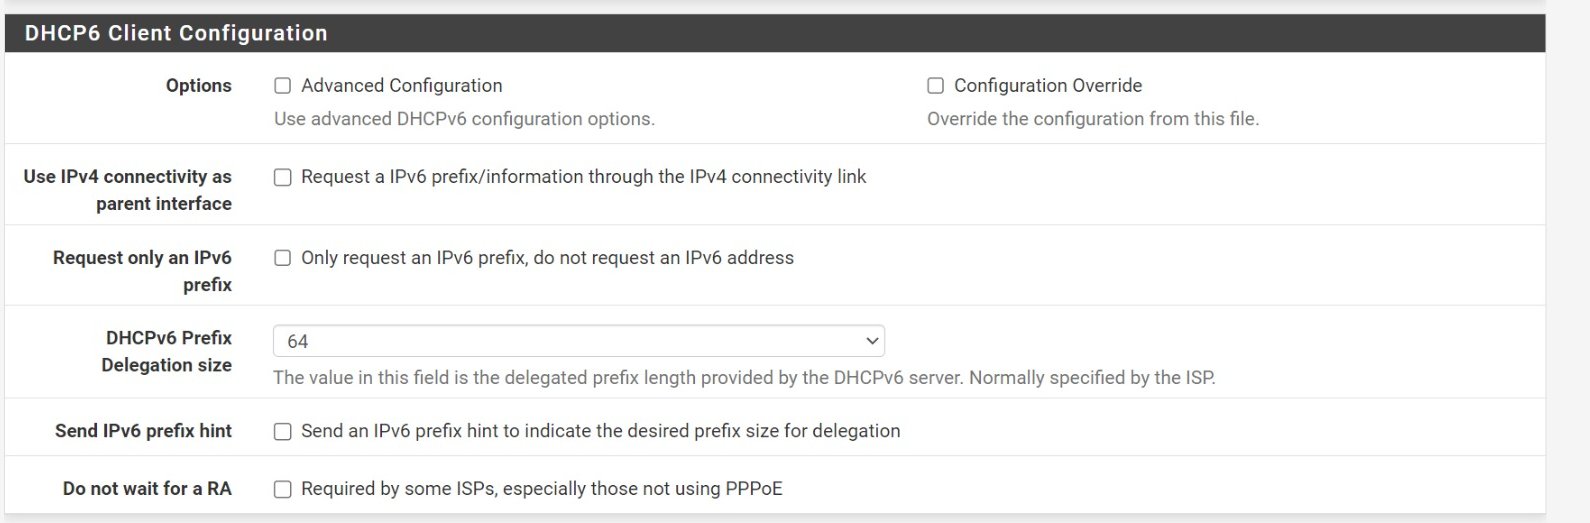 DHCP6 Client Configuration
Options
Advanced Configuration
Use advanced DHCPv6 configuration options.
Configuration Override
Override the configuration from this file.
Use IPv4 connectivity as
parent interface
Request a IPv6 prefix/information through the IPv4 connectivity link
Request only an IPv6
prefix
Only request an IPv6 prefix, do not request an IPv6 address
DHCPv6 Prefix
Delegation size
64
The value in this field is the delegated prefix length provided by the DHCPv6 server. Normally specified by the ISP.
Send IPv6 prefix hint
Send an IPv6 prefix hint to indicate the desired prefix size for delegation
Do not wait for a RA
Required by some ISPs, especially those not using PPPoE